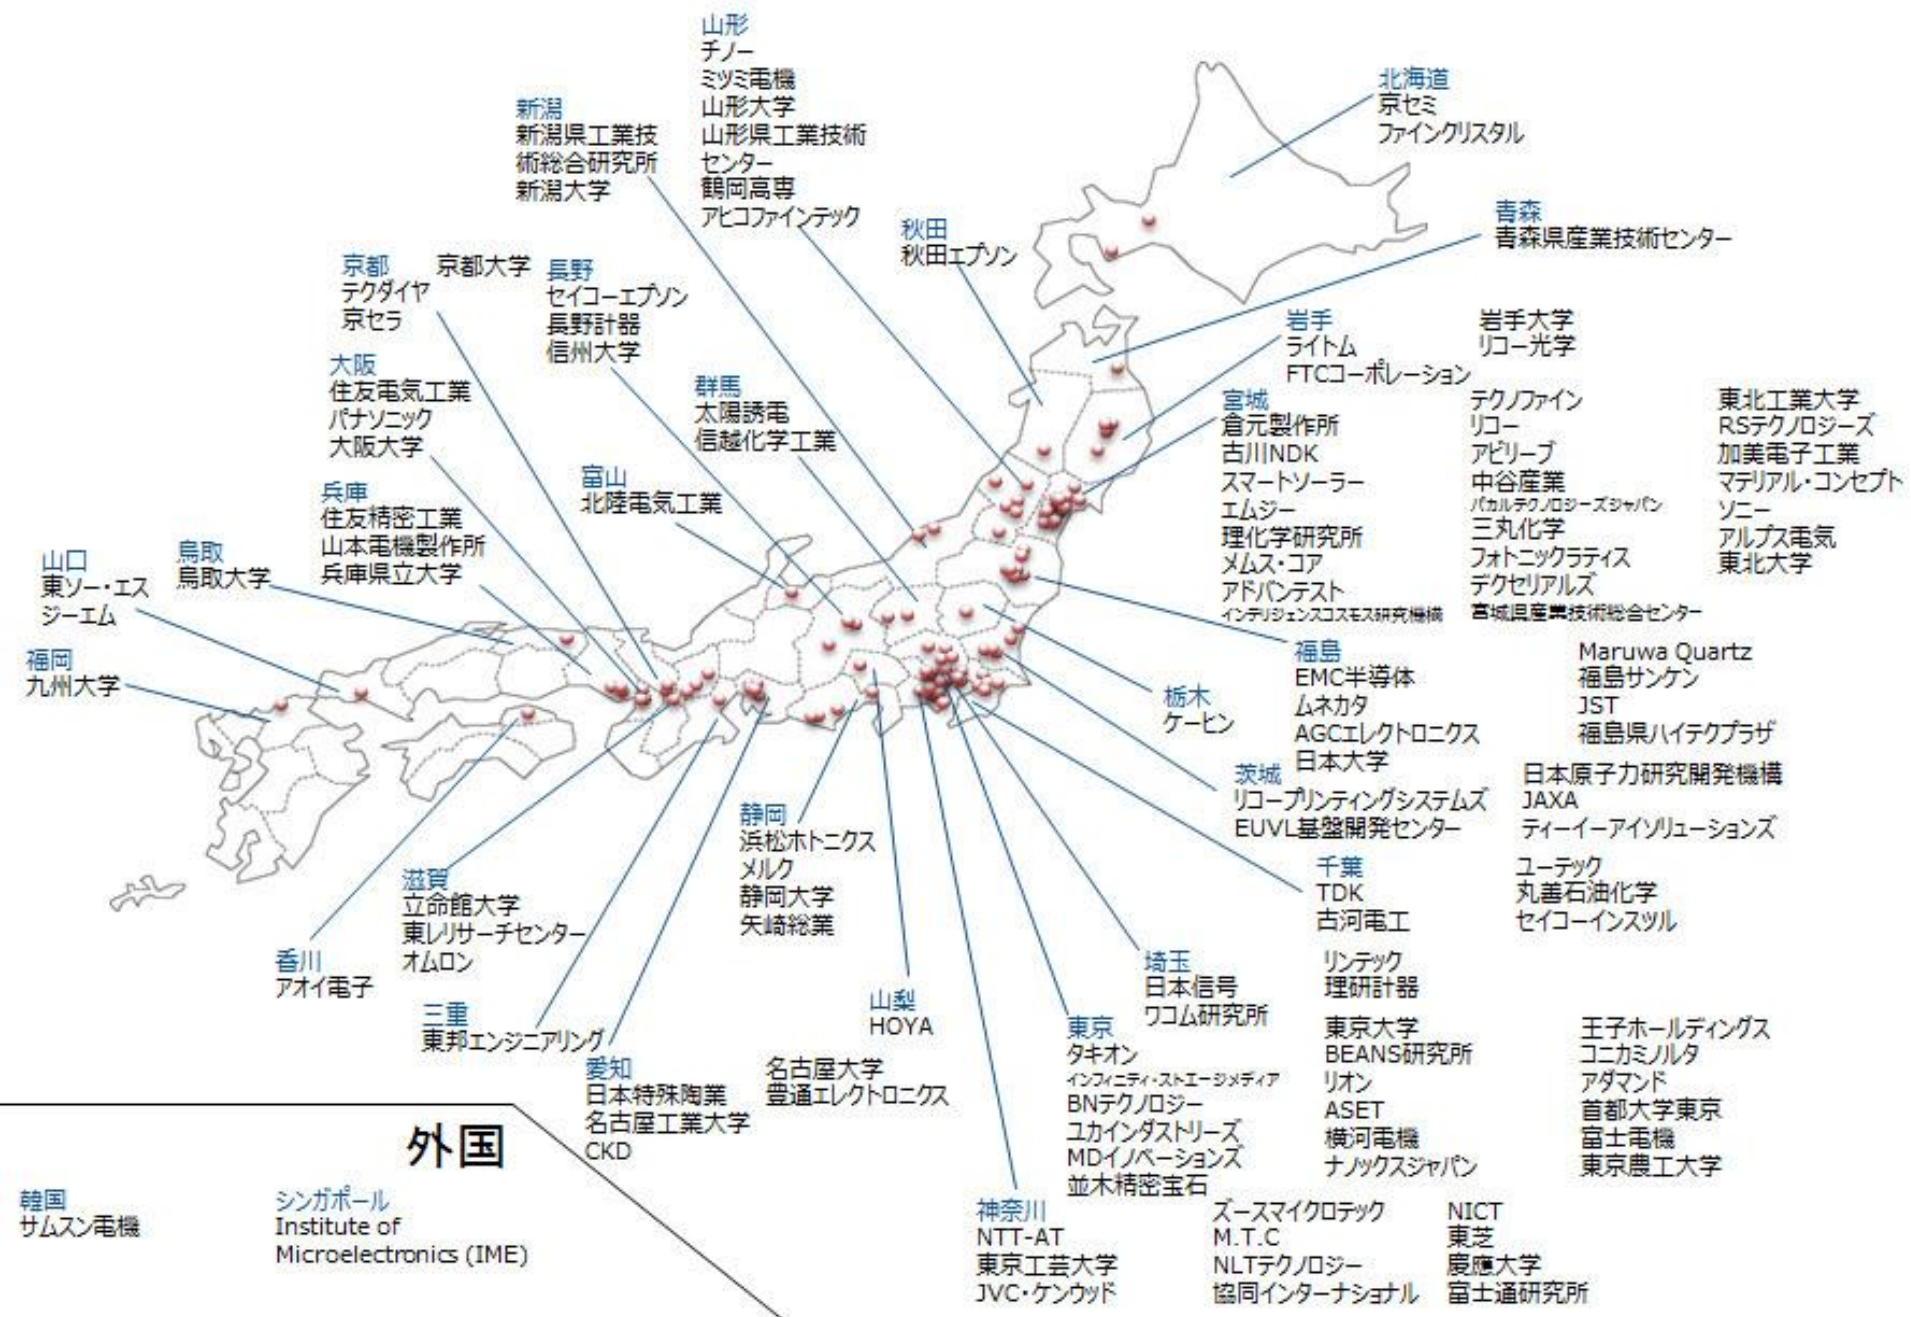 山形
チノー
ミツミ電機
山形大学
山形県工業技術
センター
鶴岡高専
アヒコファインテック
新潟
新潟県工業技
術総合研究所
新潟大学
北海道
京セミ
ファインクリスタル
青森
青森県産業技術センター
秋田
秋田エプソン
京都
テクダイヤ
京セラ
京都大学
長野
セイコーエプソン
長野計器
信州大学
岩手
ライトム
FTCコーポレーション
岩手大学
リコー光学
大阪
住友電気工業
パナソニック
大阪大学
群馬
太陽誘電
信越化学工業
宮城
倉元製作所
古川NDK
スマートソーラー
エムジー
理化学研究所
メムス・コア
アドバンテスト
インテリジェンスコスモス研究機構
テクノファイン
リコー
アビリーブ
中谷産業
バカルテクノロジーズジャパン
三丸化学
フォトニックラティス
デクセリアルズ
宮城県産業技術総合センター
東北工業大学
RSテクノロジーズ
加美電子工業
マテリアル・コンセプト
ソニー
アルプス電気
東北大学
富山
北陸電気工業
兵庫
住友精密工業
山本電機製作所
兵庫県立大学
鳥取
鳥取大学
山口
東ソー・エス
ジーエム
福岡
九州大学
福島
EMC半導体
ムネカタ
AGCエレクトロニクス
日本大学
Maruwa Quartz
福島サンケン
JST
福島県ハイテクプラザ
栃木
ケーヒン
茨城
リコープリンティングシステムズ
EUVL基盤開発センター
日本原子力研究開発機構
JAXA
ティーイーアイソリューションズ
千葉
TDK
古河電工
ユーテック
丸善石油化学
セイコーインスツル
静岡
浜松ホトニクス
メルク
静岡大学
矢崎総業
滋賀
立命館大学
東レリサーチセンター
オムロン
香川
アオイ電子
三重
東邦エンジニアリング
愛知
日本特殊陶業
名古屋工業大学
CKD
名古屋大学
豊通エレクトロニクス
山梨
HOYA
埼玉
日本信号
ワコム研究所
リンテック
理研計器
東京
タキオン
インフィニティ・ストエージメディア
BNテクノロジー
ユカインダストリーズ
MDイノベーションズ
並木精密宝石
東京大学
BEANS研究所
リオン
ASET
横河電機
ナノックスジャパン
王子ホールディングス
コニカミノルタ
アダマンド
首都大学東京
富士電機
東京農工大学
神奈川
NTT-AT
東京工芸大学
JVC・ケンウッド
ズースマイクロテック
M.T.C
NLTテクノロジー
協同インターナショナル
NICT
東芝
慶應大学
富士通研究所
外国
韓国
サムスン電機
シンガポール
Institute of
Microelectronics (IME)